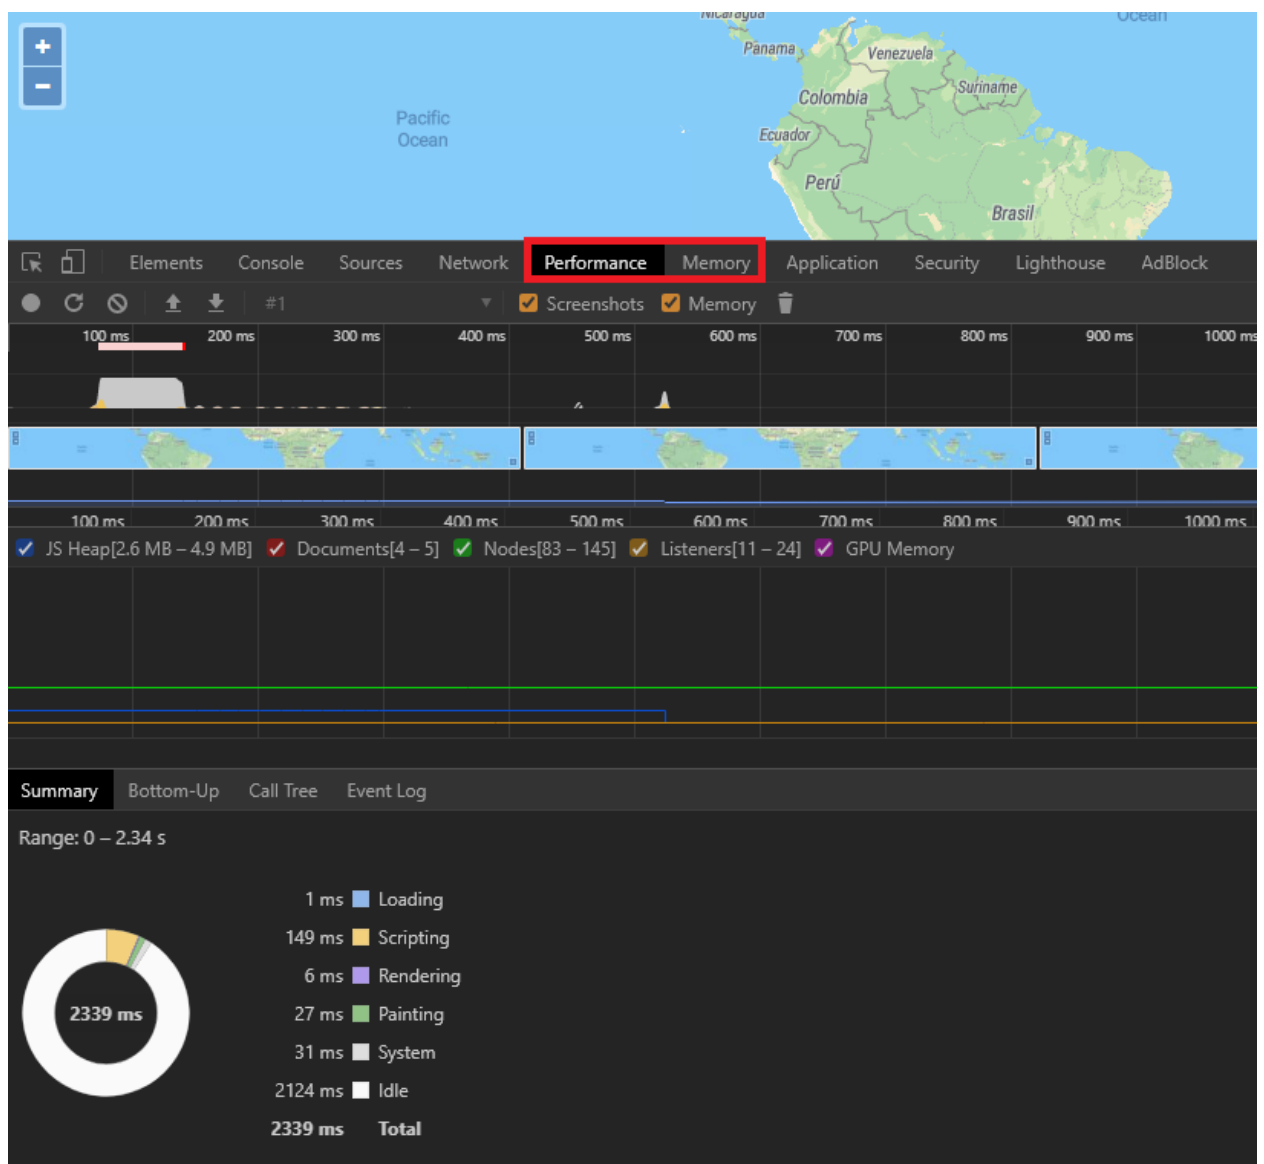 Nicaragua
Ocean
Panama
Venezuela
Colombia
Suriname
Pacific
Ocean
Ecuador
Perú
Brasil
+
−
Elements Console Sources Network Performance Memory Application Security Lighthouse AdBlock
#1 Screenshots Memory
100 ms 200 ms 300 ms 400 ms 500 ms 600 ms 700 ms 800 ms 900 ms 1000 ms
100 ms 200 ms 300 ms 400 ms 500 ms 600 ms 700 ms 800 ms 900 ms 1000 ms
JS Heap[2.6 MB – 4.9 MB] Documents[4 – 5] Nodes[83 – 145] Listeners[11 – 24] GPU Memory
Summary Bottom-Up Call Tree Event Log
Range: 0 – 2.34 s
1 ms Loading
149 ms Scripting
6 ms Rendering
2339 ms
27 ms Painting
31 ms System
2124 ms Idle
2339 ms Total